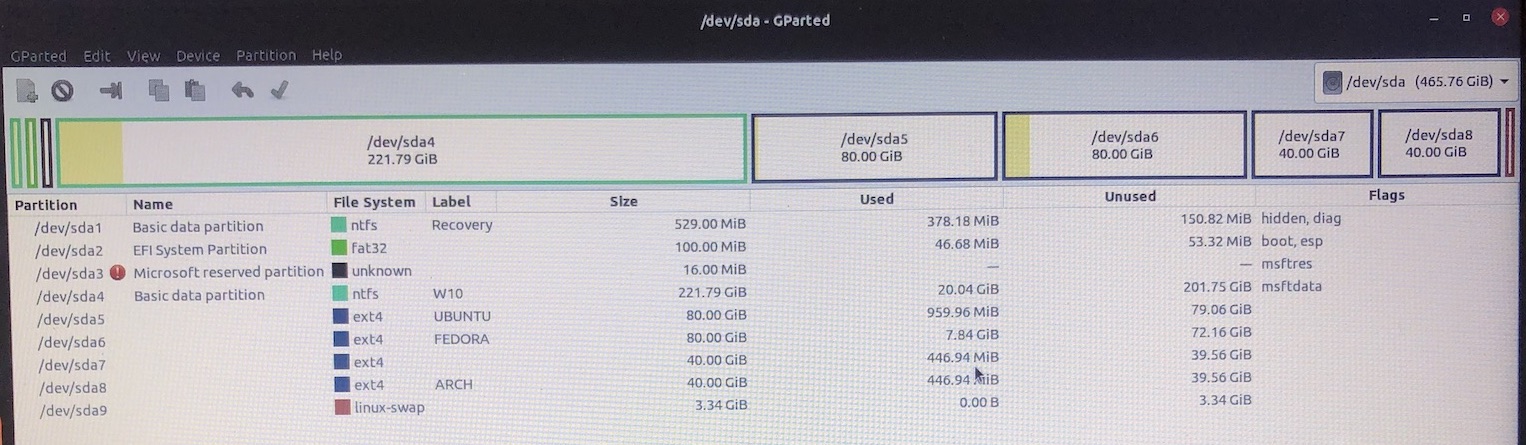 /dev/sda - GParted
GParted Edit View Device Partition Help
/dev/sda (465.76 GiB)
/dev/sda4
221.79 GiB
/dev/sda5
80.00 GiB
/dev/sda6
80.00 GiB
/dev/sda7
40.00 GiB
/dev/sda8
40.00 GiB
Partition Name File System Label Size Used Unused Flags
/dev/sda1 Basic data partition ntfs Recovery 529.00 MiB 378.18 MiB 150.82 MiB hidden, diag
/dev/sda2 EFI System Partition fat32 100.00 MiB 46.68 MiB 53.32 MiB boot, esp
/dev/sda3 Microsoft reserved partition unknown 16.00 MiB — — msftres
/dev/sda4 Basic data partition ntfs W10 221.79 GiB 20.04 GiB 201.75 GiB msftdata
/dev/sda5 ext4 UBUNTU 80.00 GiB 959.96 MiB 79.06 GiB
/dev/sda6 ext4 FEDORA 80.00 GiB 7.84 GiB 72.16 GiB
/dev/sda7 ext4 40.00 GiB 446.94 MiB 39.56 GiB
/dev/sda8 ext4 ARCH 40.00 GiB 446.94 MiB 39.56 GiB
/dev/sda9 linux-swap 3.34 GiB 0.00 B 3.34 GiB